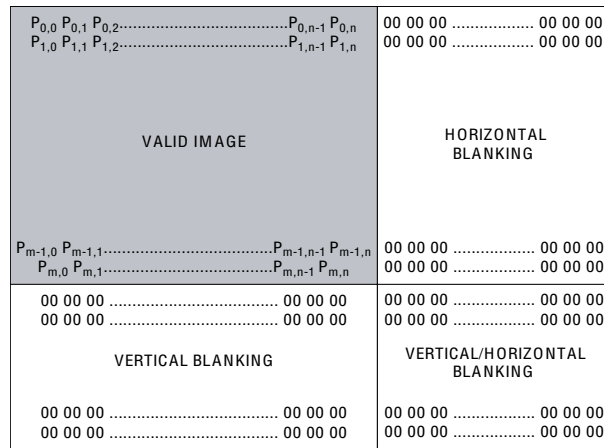 P0,0 P0,1 P0,2.....................................P0,n-1 P0,n
P1,0 P1,1 P1,2.....................................P1,n-1 P1,n
VALID IMAGE
Pm-1,0 Pm-1,1.....................................Pm-1,n-1 Pm-1,n
Pm,0 Pm,1.....................................Pm,n-1 Pm,n
00 00 00 ................. 00 00 00
00 00 00 ................. 00 00 00
HORIZONTAL
BLANKING
00 00 00 ................. 00 00 00
00 00 00 ................. 00 00 00
00 00 00 ..................................... 00 00 00
00 00 00 ..................................... 00 00 00
VERTICAL BLANKING
00 00 00 ..................................... 00 00 00
00 00 00 ..................................... 00 00 00
00 00 00 ................. 00 00 00
00 00 00 ................. 00 00 00
VERTICAL/HORIZONTAL
BLANKING
00 00 00 ................. 00 00 00
00 00 00 ................. 00 00 00